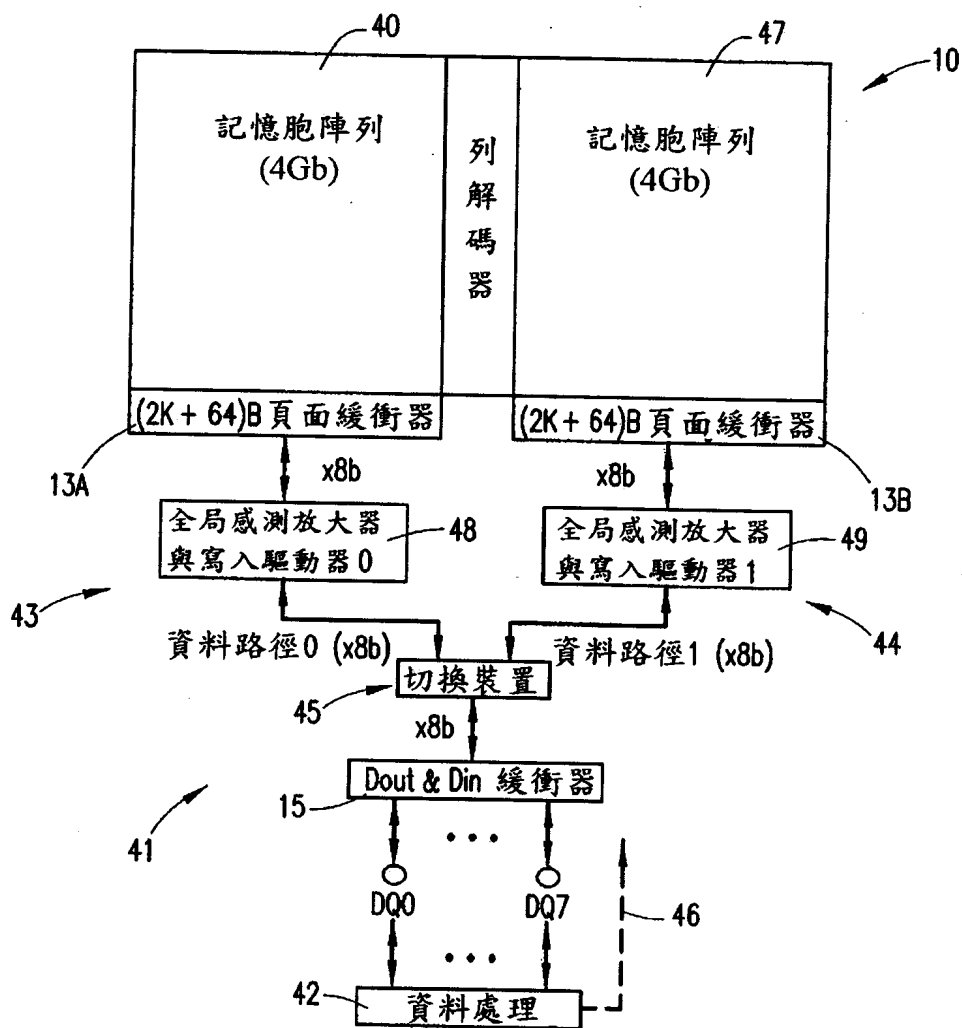 40
47
10
記憶胞陣列
(4Gb)
列解碼器
記憶胞陣列
(4Gb)
(2K + 64)B頁面緩衝器
(2K + 64)B頁面緩衝器
13A
x8b
x8b
13B
全局感測放大器
與寫入驅動器0
48
全局感測放大器
與寫入驅動器1
49
43
44
資料路徑0 (x8b)
資料路徑1 (x8b)
45
切換裝置
x8b
Dout & Din 緩衝器
15
41
• • •
DQ0
DQ7
46
• • •
42
資料處理